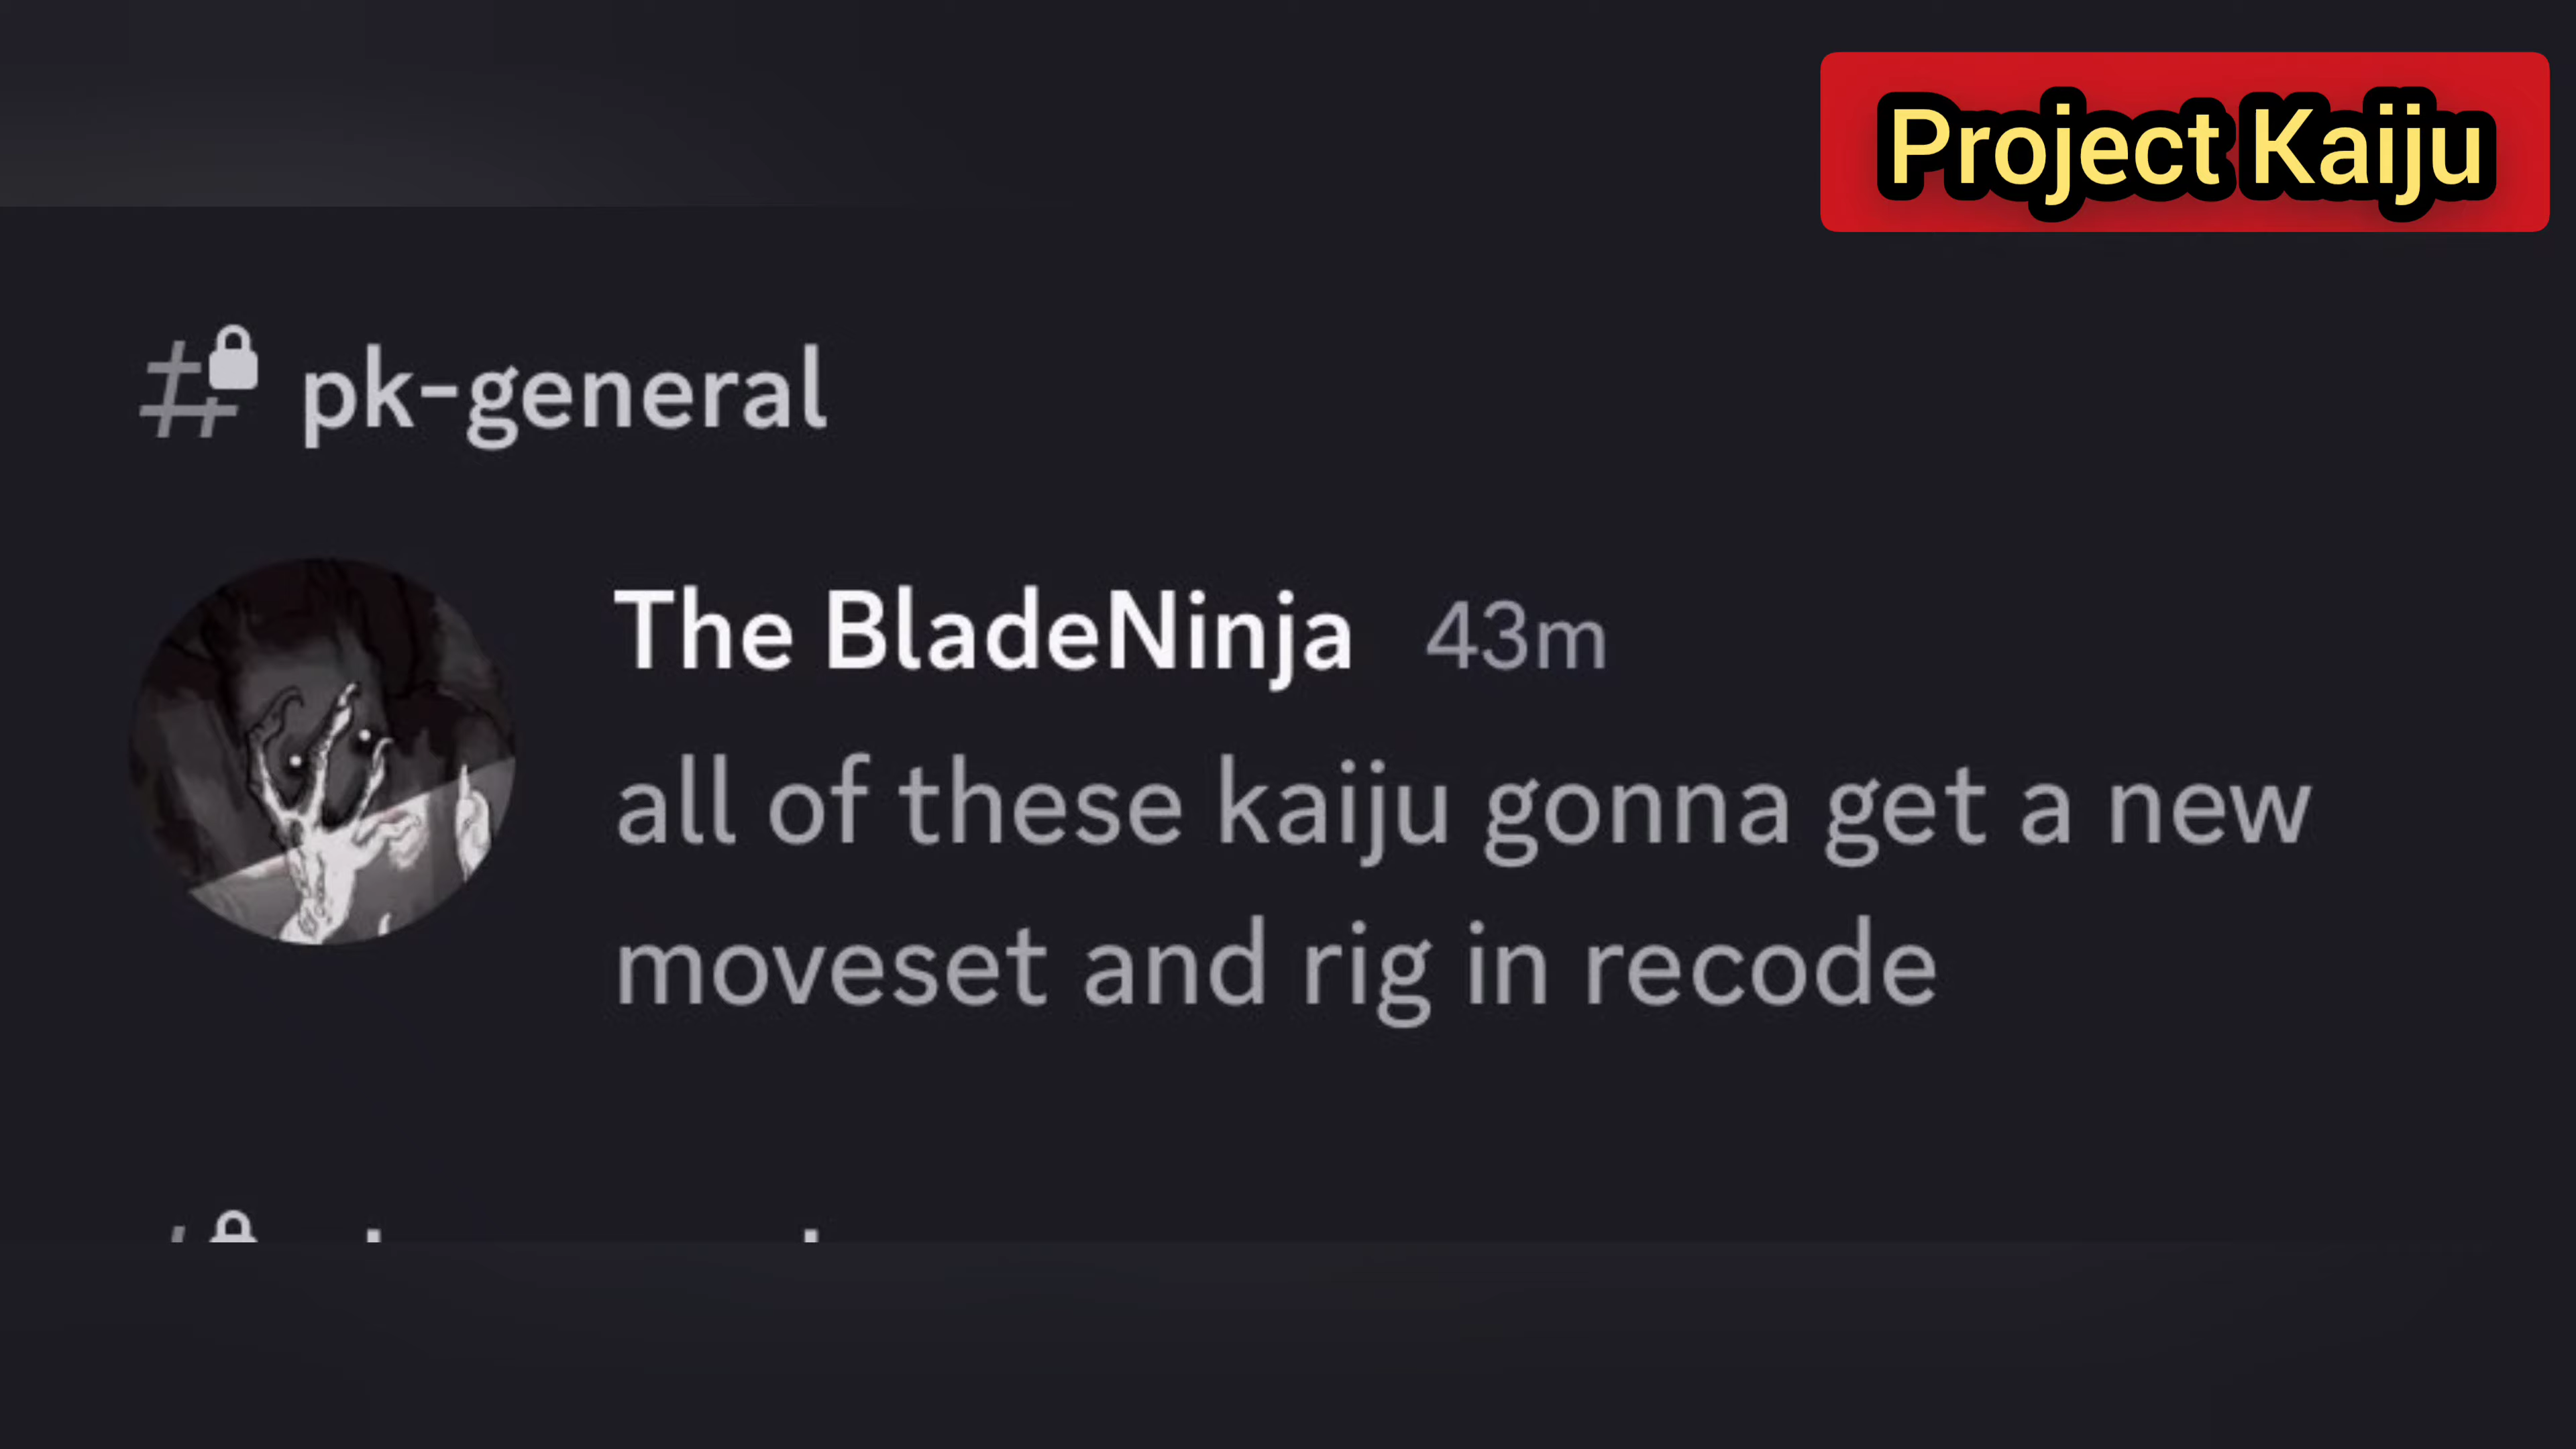 Project Kaiju
pk-general
The BladeNinja 43m
all of these kaiju gonna get a new
moveset and rig in recode